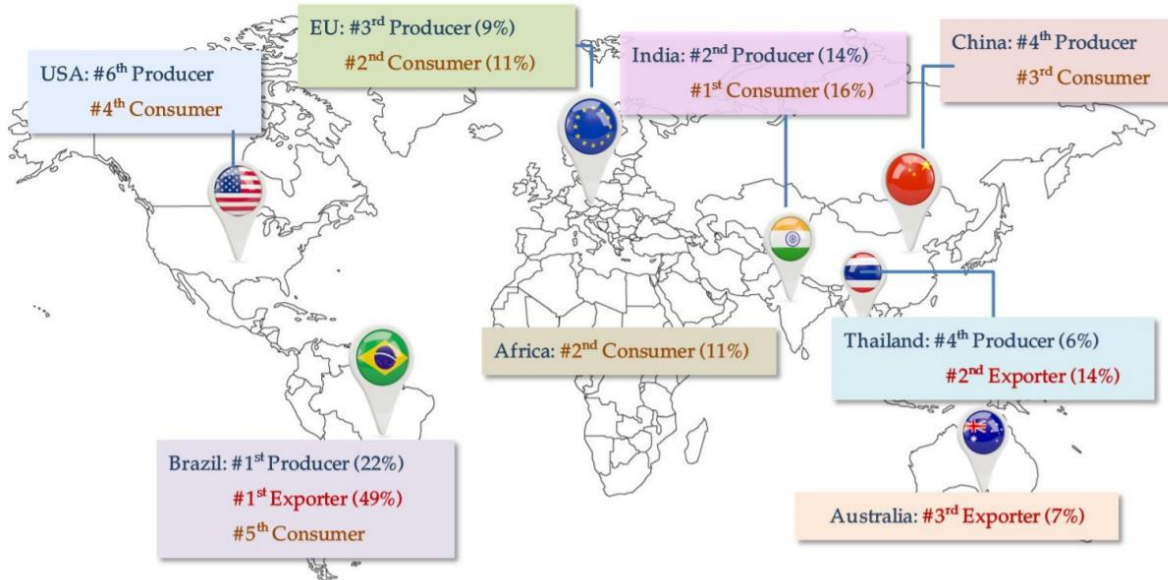 EU: #3rd Producer (9%)
#2nd Consumer (11%)
USA: #6th Producer
#4th Consumer
India: #2nd Producer (14%)
#1st Consumer (16%)
China: #4th Producer
#3rd Consumer
Africa: #2nd Consumer (11%)
Thailand: #4th Producer (6%)
#2nd Exporter (14%)
Brazil: #1st Producer (22%)
#1st Exporter (49%)
#5th Consumer
Australia: #3rd Exporter (7%)